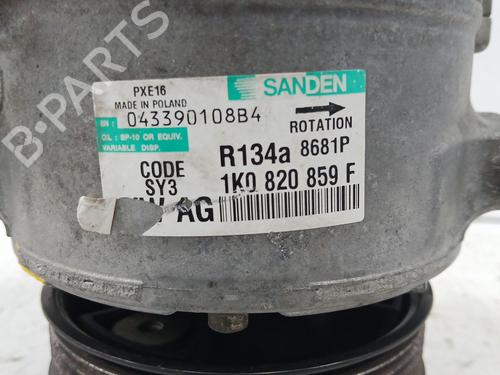 PXE16
MADE IN POLAND
SANDEN
SN: 043390108B4
ROTATION
OIL: SP-10 OR EQUIV.
VARIABLE DISP.
CODE
SY3
R134a 8681P
1K0 820 859 F
AG
B-PARTS